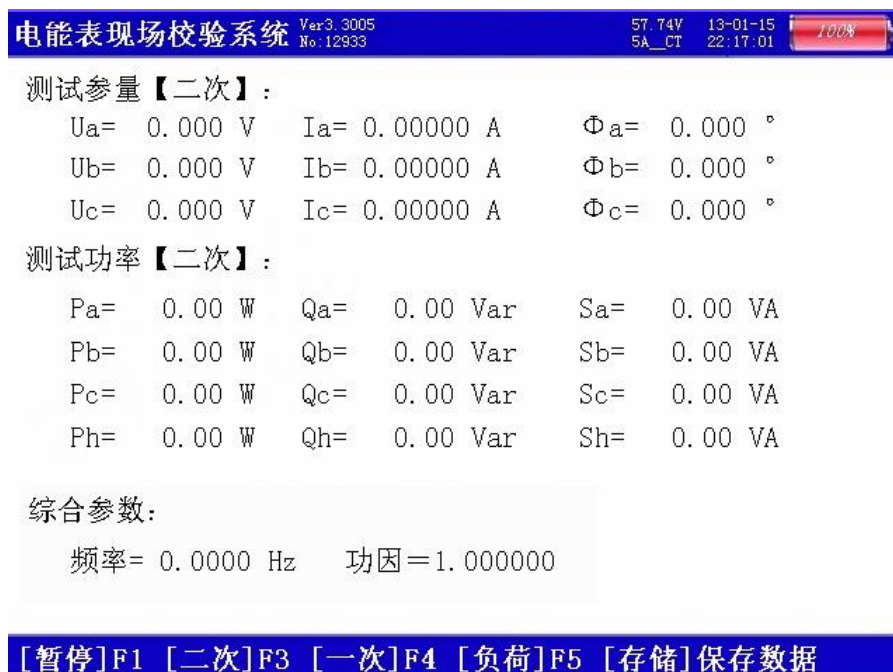 电能表现场校验系统 Ver3.3005 No:12933 57.74V 5A__CT 13-01-15 22:17:01 100%
测试参量【二次】:
Ua= 0.000 V Ia= 0.00000 A Φa= 0.000 °
Ub= 0.000 V Ib= 0.00000 A Φb= 0.000 °
Uc= 0.000 V Ic= 0.00000 A Φc= 0.000 °
测试功率【二次】:
Pa= 0.00 W Qa= 0.00 Var Sa= 0.00 VA
Pb= 0.00 W Qb= 0.00 Var Sb= 0.00 VA
Pc= 0.00 W Qc= 0.00 Var Sc= 0.00 VA
Ph= 0.00 W Qh= 0.00 Var Sh= 0.00 VA
综合参数:
频率= 0.0000 Hz 功因=1.000000
[暂停]F1 [二次]F3 [一次]F4 [负荷]F5 [存储]保存数据